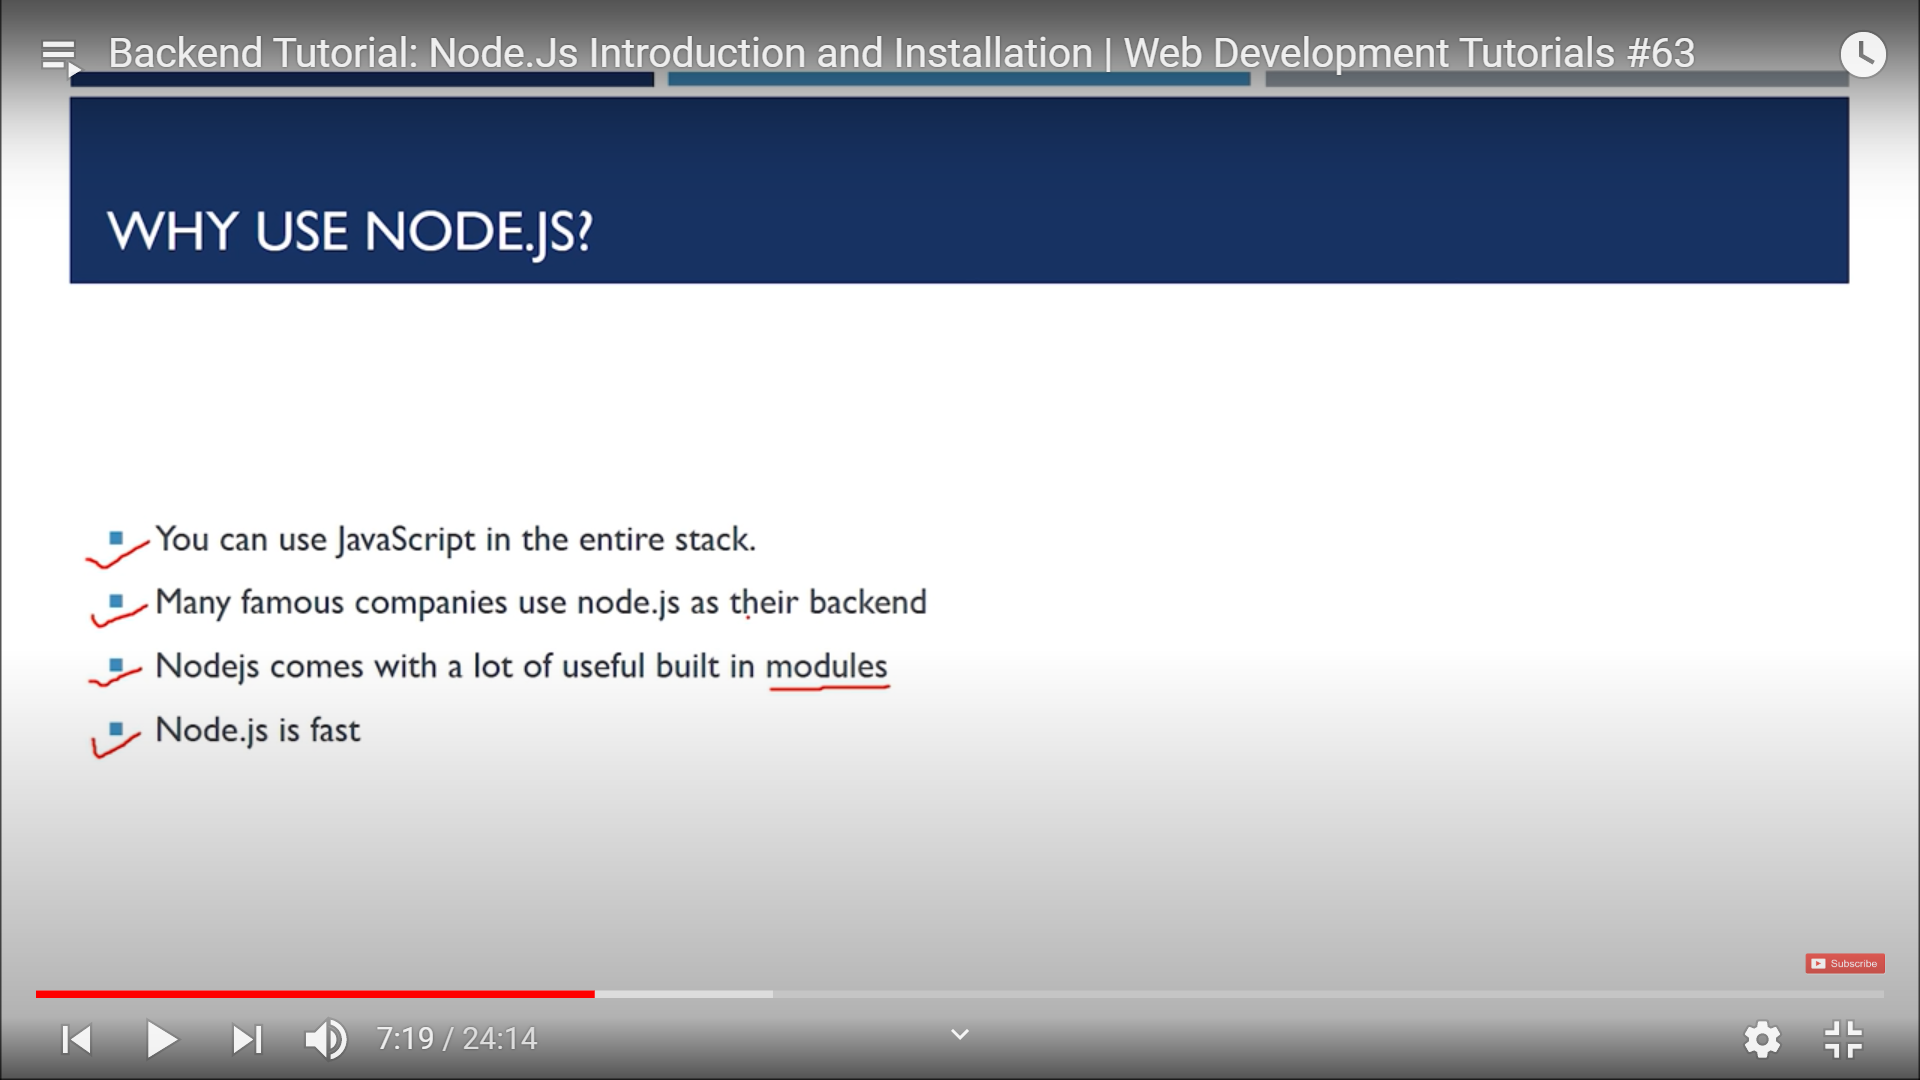 Backend Tutorial: Node.Js Introduction and Installation | Web Development Tutorials #63
WHY USE NODE.JS?
You can use JavaScript in the entire stack.
Many famous companies use node.js as their backend
Nodejs comes with a lot of useful built in modules
Node.js is fast
Subscribe
7:19 / 24:14